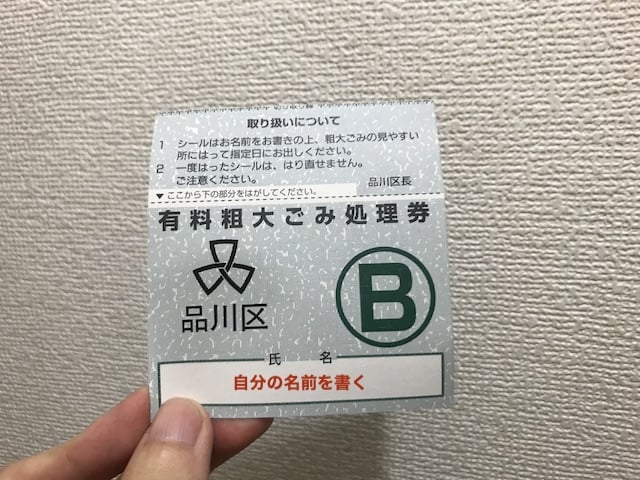 切り取り線
取り扱いについて
1 シールはお名前をお書きの上、粗大ごみの見やすい
所にはって指定日にお出しください。
2 一度はったシールは、はり直せません。
ご注意ください。
品川区長
▼ここから下の部分をはがしてください。
有料粗大ごみ処理券
品川区
B
氏名
自分の名前を書く